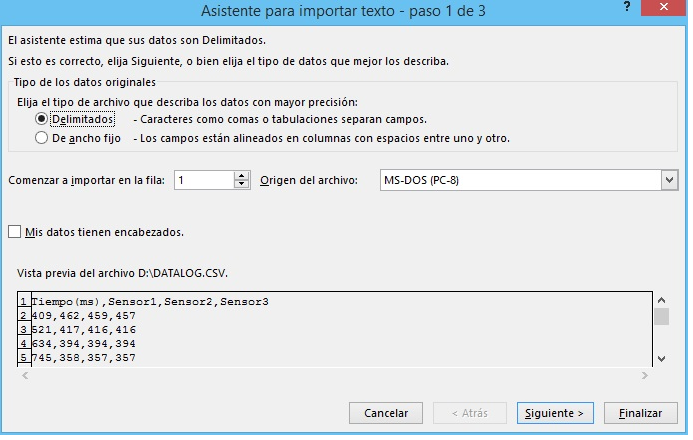 Asistente para importar texto - paso 1 de 3
?
El asistente estima que sus datos son Delimitados.
Si esto es correcto, elija Siguiente, o bien elija el tipo de datos que mejor los describa.
Tipo de los datos originales
Elija el tipo de archivo que describa los datos con mayor precisión:
Delimitados - Caracteres como comas o tabulaciones separan campos.
De ancho fijo - Los campos están alineados en columnas con espacios entre uno y otro.
Comenzar a importar en la fila: 1 Origen del archivo: MS-DOS (PC-8)
Mis datos tienen encabezados.
Vista previa del archivo D:\DATALOG.CSV.
1 Tiempo(ms),Sensor1,Sensor2,Sensor3
2 409,462,459,457
3 521,417,416,416
4 634,394,394,394
5 745,358,357,357
Cancelar < Atrás Siguiente > Finalizar